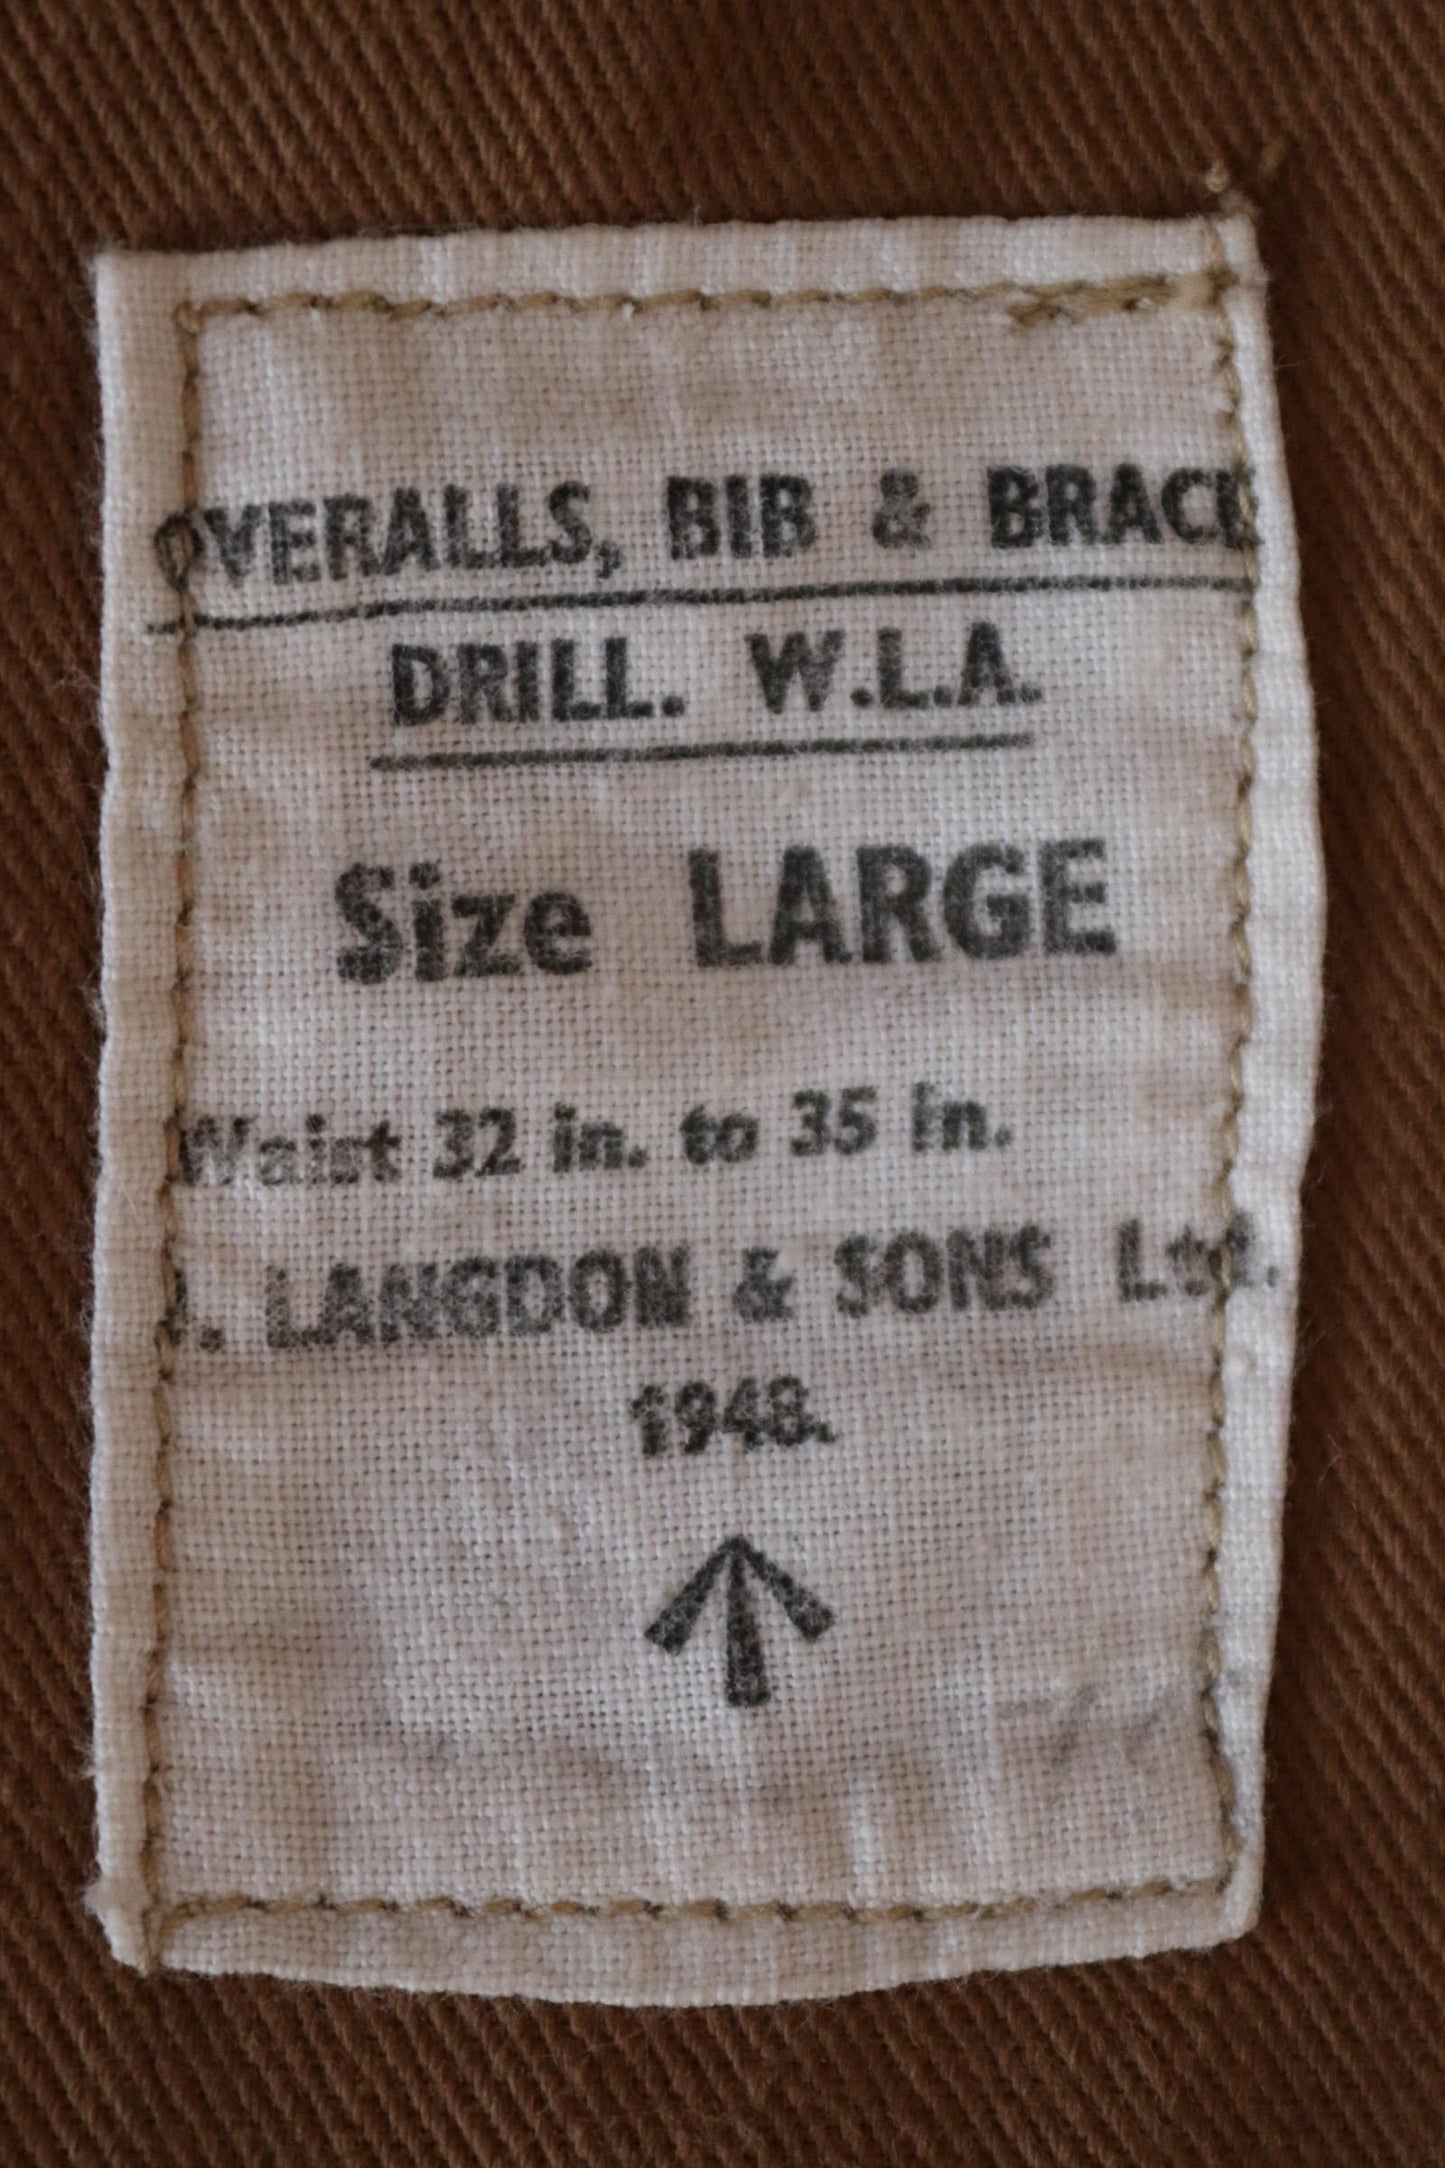 OVERALLS, BIB & BRACE
DRILL. W.L.A.
Size LARGE
Waist 32 in. to 35 in.
. LANGDON & SONS Ltd.
1948.